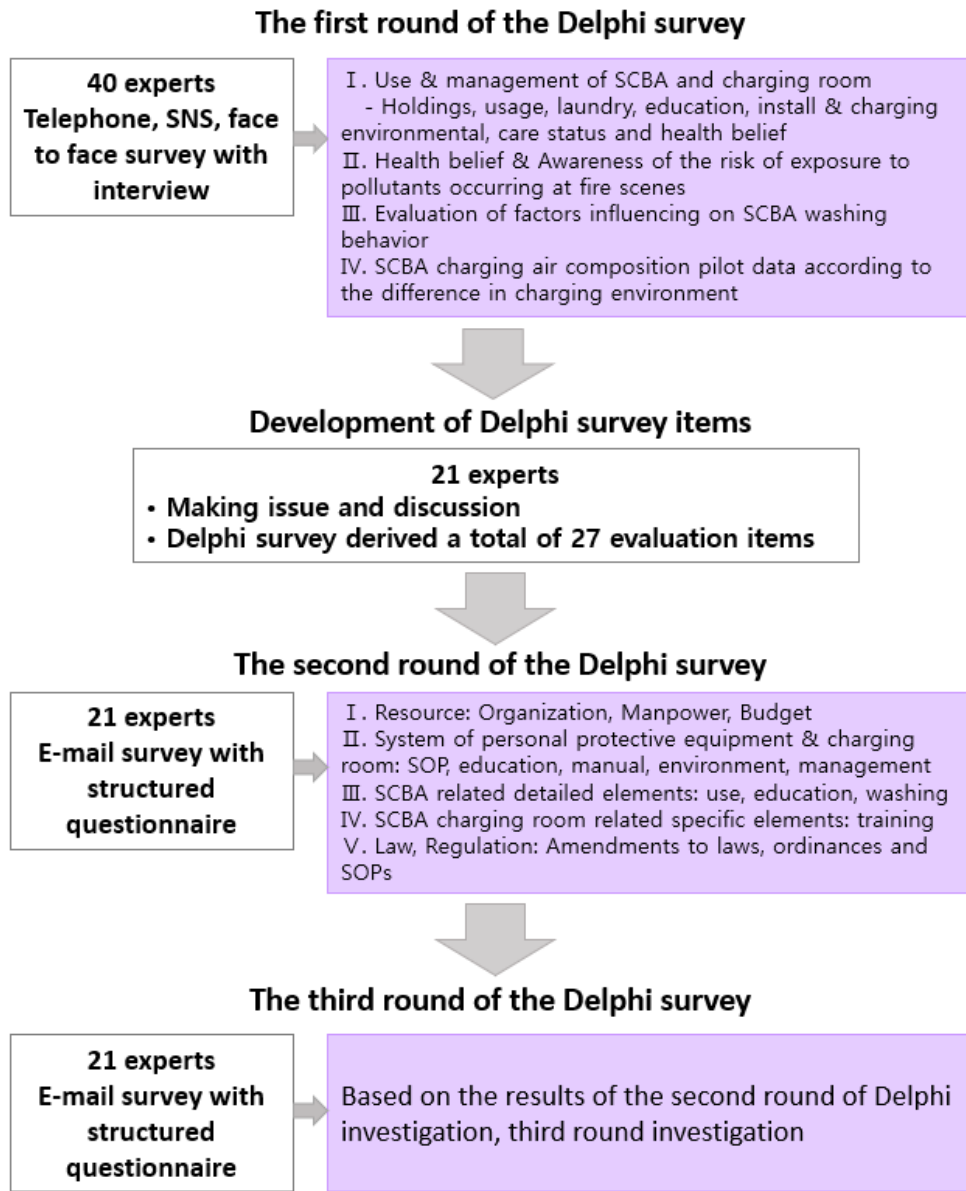 The first round of the Delphi survey
40 experts
Telephone, SNS, face
to face survey with
interview
Ⅰ. Use & management of SCBA and charging room
- Holdings, usage, laundry, education, install & charging
environmental, care status and health belief
Ⅱ. Health belief & Awareness of the risk of exposure to
pollutants occurring at fire scenes
Ⅲ. Evaluation of factors influencing on SCBA washing
behavior
Ⅳ. SCBA charging air composition pilot data according to
the difference in charging environment
Development of Delphi survey items
21 experts
• Making issue and discussion
• Delphi survey derived a total of 27 evaluation items
The second round of the Delphi survey
21 experts
E-mail survey with
structured
questionnaire
Ⅰ. Resource: Organization, Manpower, Budget
Ⅱ. System of personal protective equipment & charging
room: SOP, education, manual, environment, management
Ⅲ. SCBA related detailed elements: use, education, washing
Ⅳ. SCBA charging room related specific elements: training
Ⅴ. Law, Regulation: Amendments to laws, ordinances and
SOPs
The third round of the Delphi survey
21 experts
E-mail survey with
structured
questionnaire
Based on the results of the second round of Delphi
investigation, third round investigation